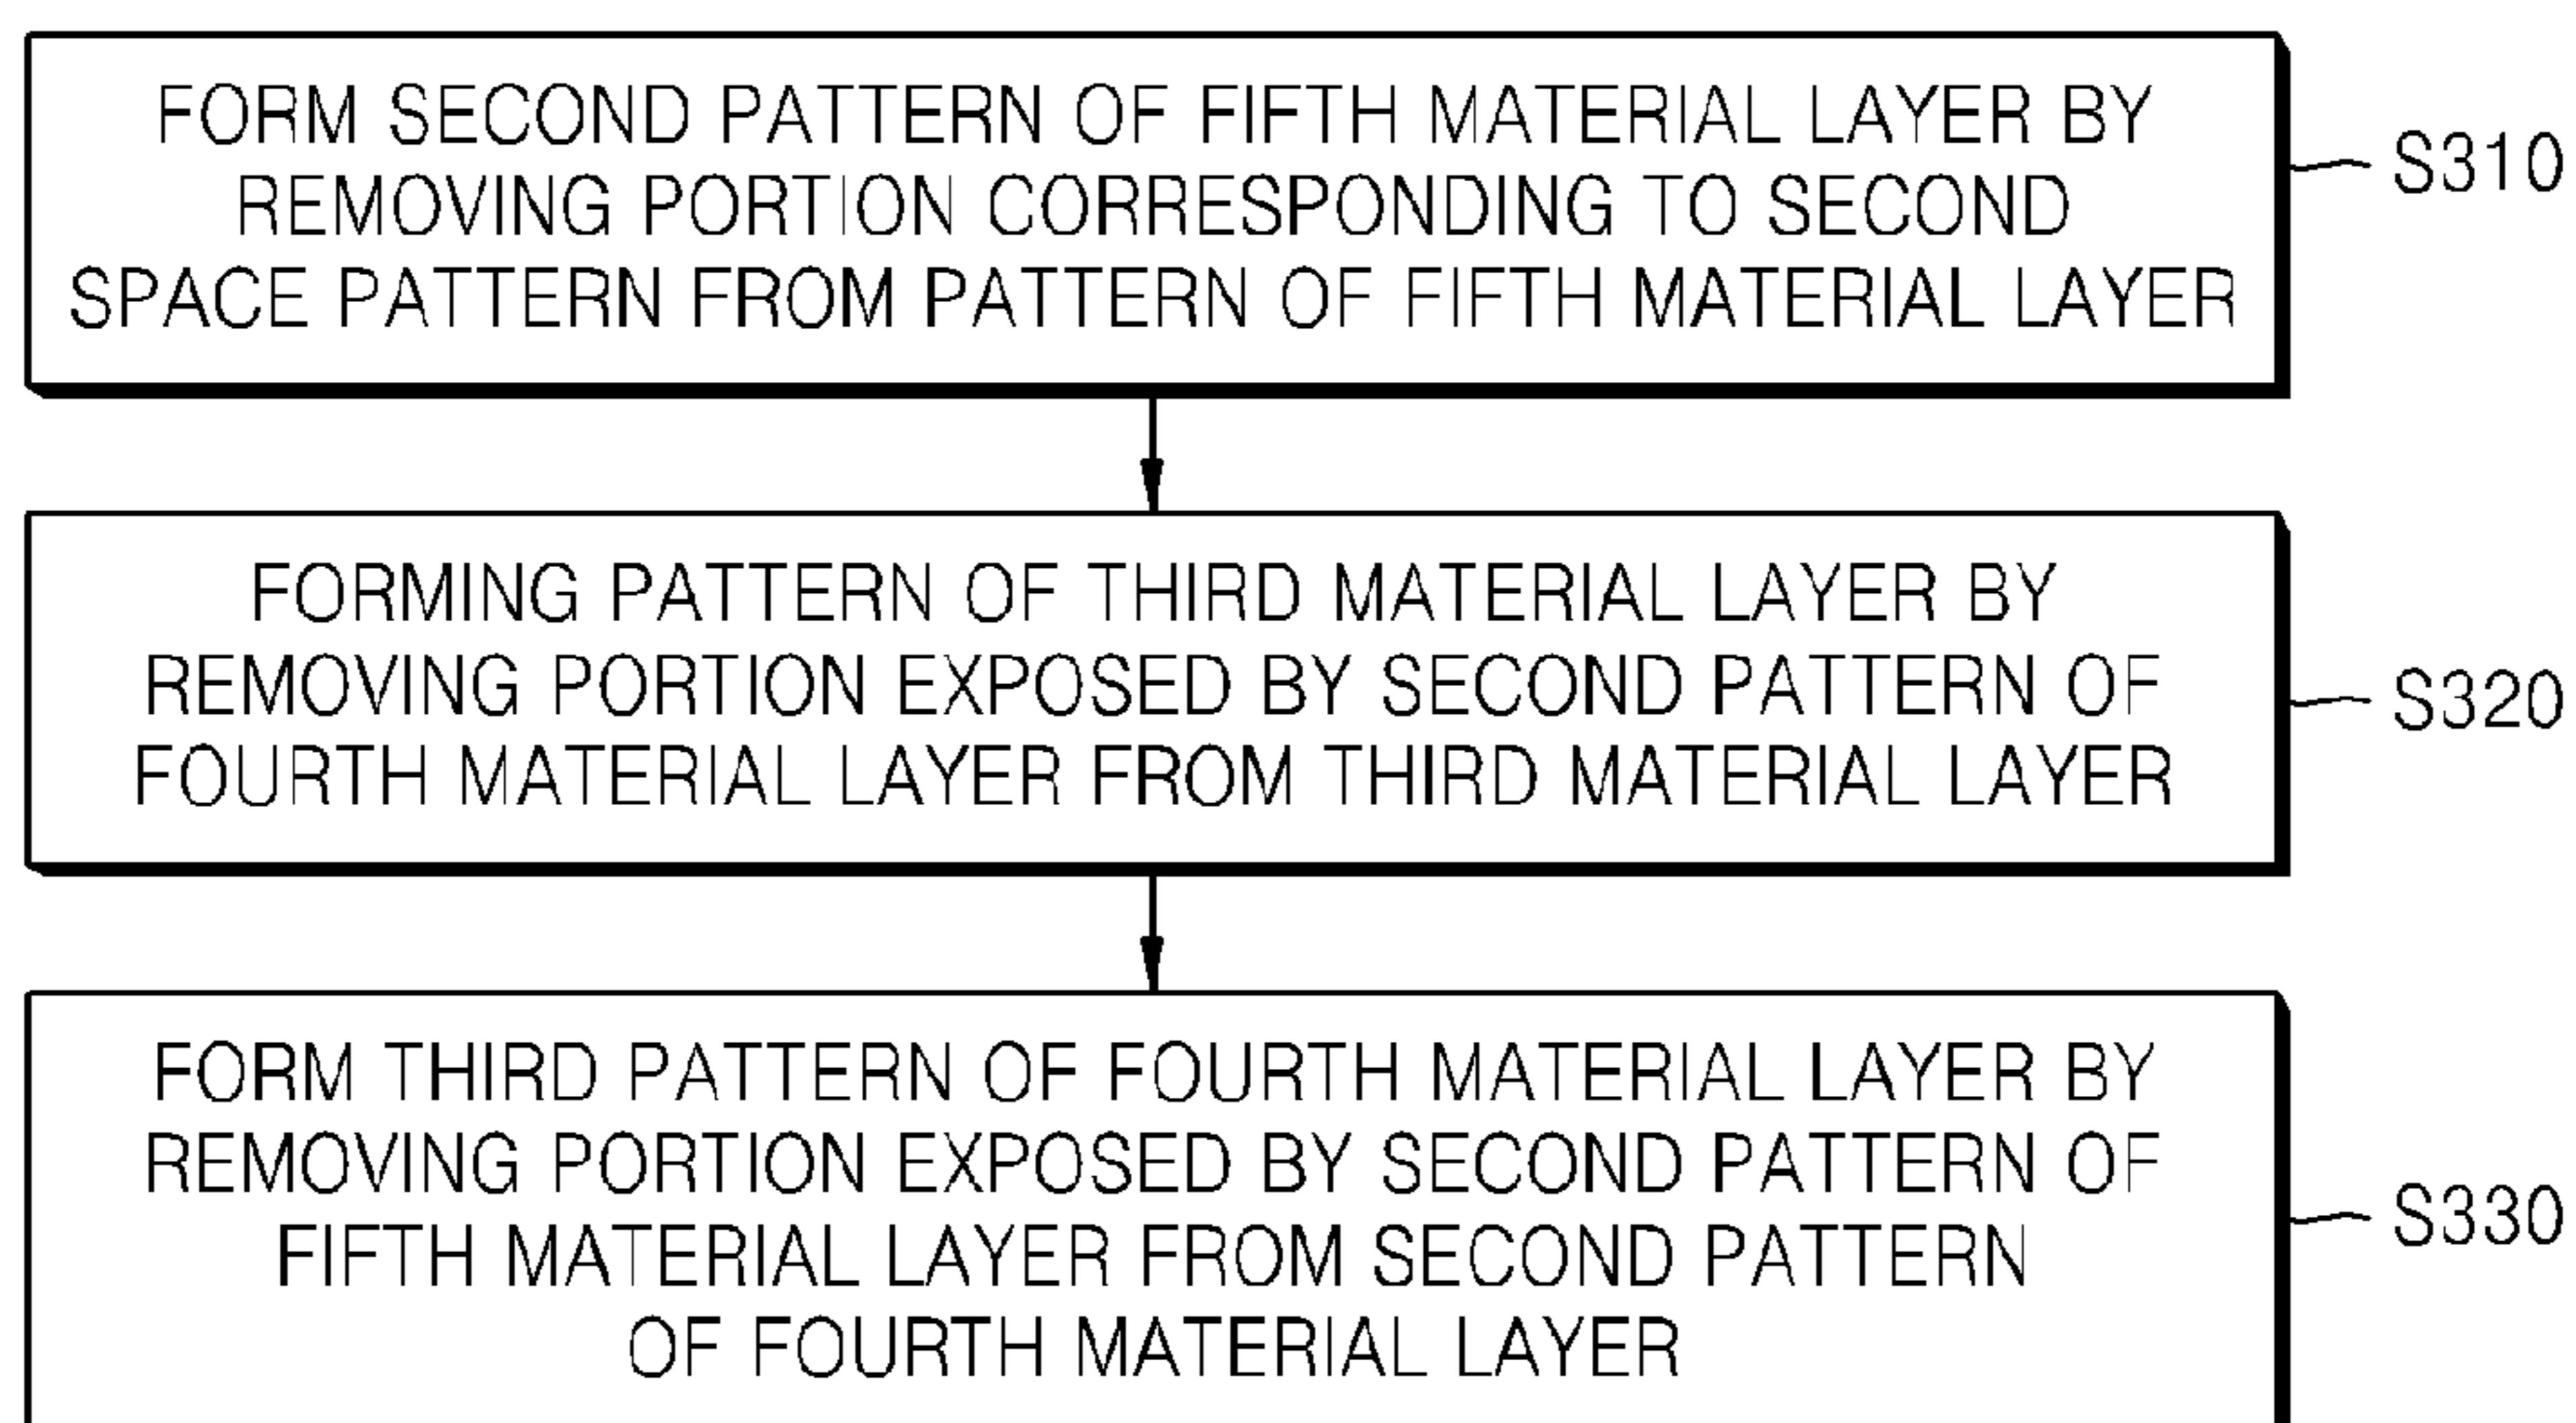 FORM SECOND PATTERN OF FIFTH MATERIAL LAYER BY
REMOVING PORTION CORRESPONDING TO SECOND
SPACE PATTERN FROM PATTERN OF FIFTH MATERIAL LAYER
S310
FORMING PATTERN OF THIRD MATERIAL LAYER BY
REMOVING PORTION EXPOSED BY SECOND PATTERN OF
FOURTH MATERIAL LAYER FROM THIRD MATERIAL LAYER
S320
FORM THIRD PATTERN OF FOURTH MATERIAL LAYER BY
REMOVING PORTION EXPOSED BY SECOND PATTERN OF
FIFTH MATERIAL LAYER FROM SECOND PATTERN
OF FOURTH MATERIAL LAYER
S330